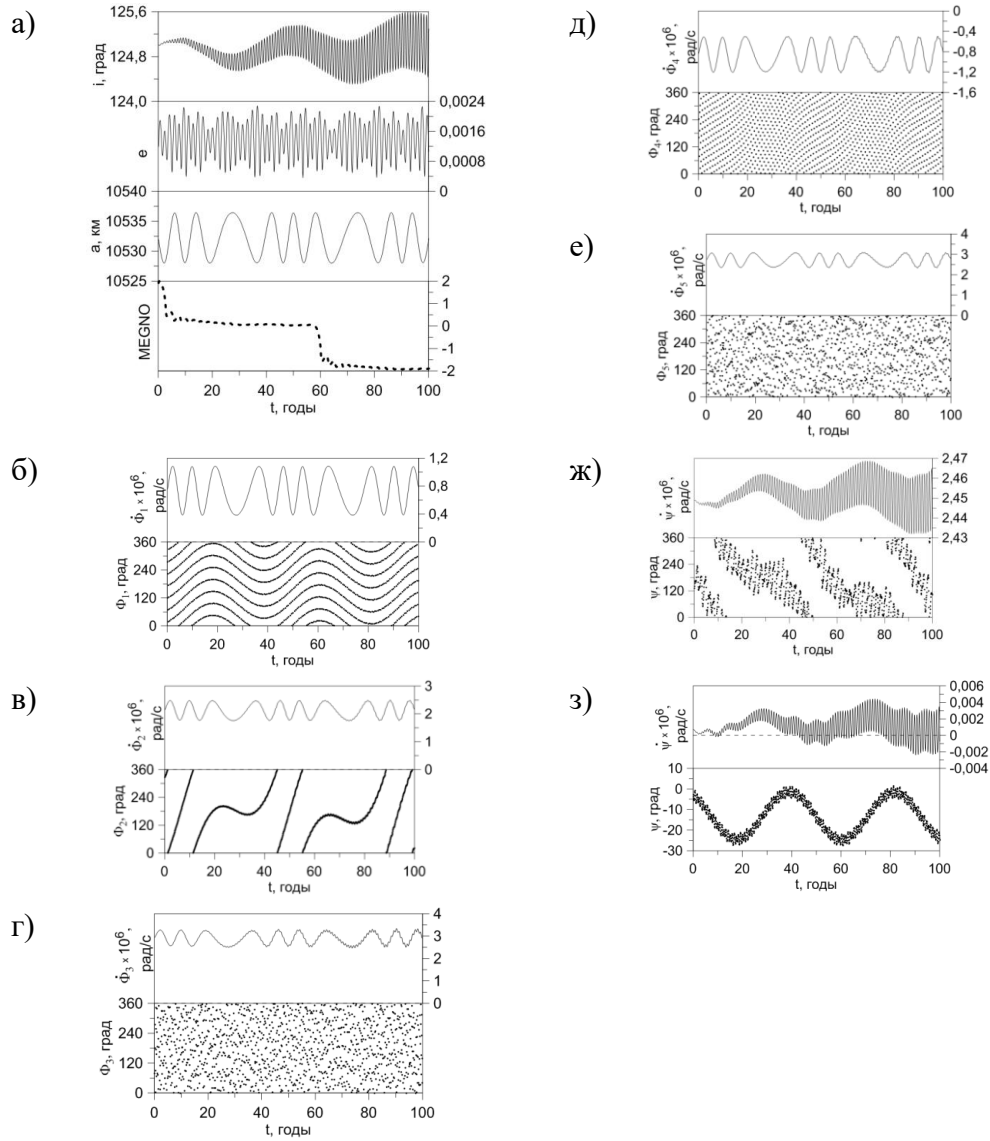 а)
125,6
124,8
124,0
i, град
0,0024
0,0016
0,0008
0
e
10540
10535
10530
10525
a, км
2
1
0
-1
-2
MEGNO
0 20 40 60 80 100
t, годы
б)
1,2
0,8
0,4
0
Φ̇₁ × 10⁶,
рад/с
360
240
120
0
Φ₁, град
0 20 40 60 80 100
t, годы
в)
3
2
1
0
Φ̇₂ × 10⁶,
рад/с
360
240
120
0
Φ₂, град
0 20 40 60 80 100
t, годы
г)
4
3
2
1
0
Φ̇₃ × 10⁶,
рад/с
360
240
120
0
Φ₃, град
0 20 40 60 80 100
t, годы
д)
0
-0,4
-0,8
-1,2
-1,6
Φ̇₄ × 10⁶,
рад/с
360
240
120
0
Φ₄, град
0 20 40 60 80 100
t, годы
е)
4
3
2
1
0
Φ̇₅ × 10⁶,
рад/с
360
240
120
0
Φ₅, град
0 20 40 60 80 100
t, годы
ж)
2,47
2,46
2,45
2,44
2,43
ψ̇ × 10⁶,
рад/с
360
240
120
0
ψ, град
0 20 40 60 80 100
t, годы
з)
0,006
0,004
0,002
0
-0,002
-0,004
ψ̇ × 10⁶,
рад/с
10
0
-10
-20
-30
ψ, град
0 20 40 60 80 100
t, годы